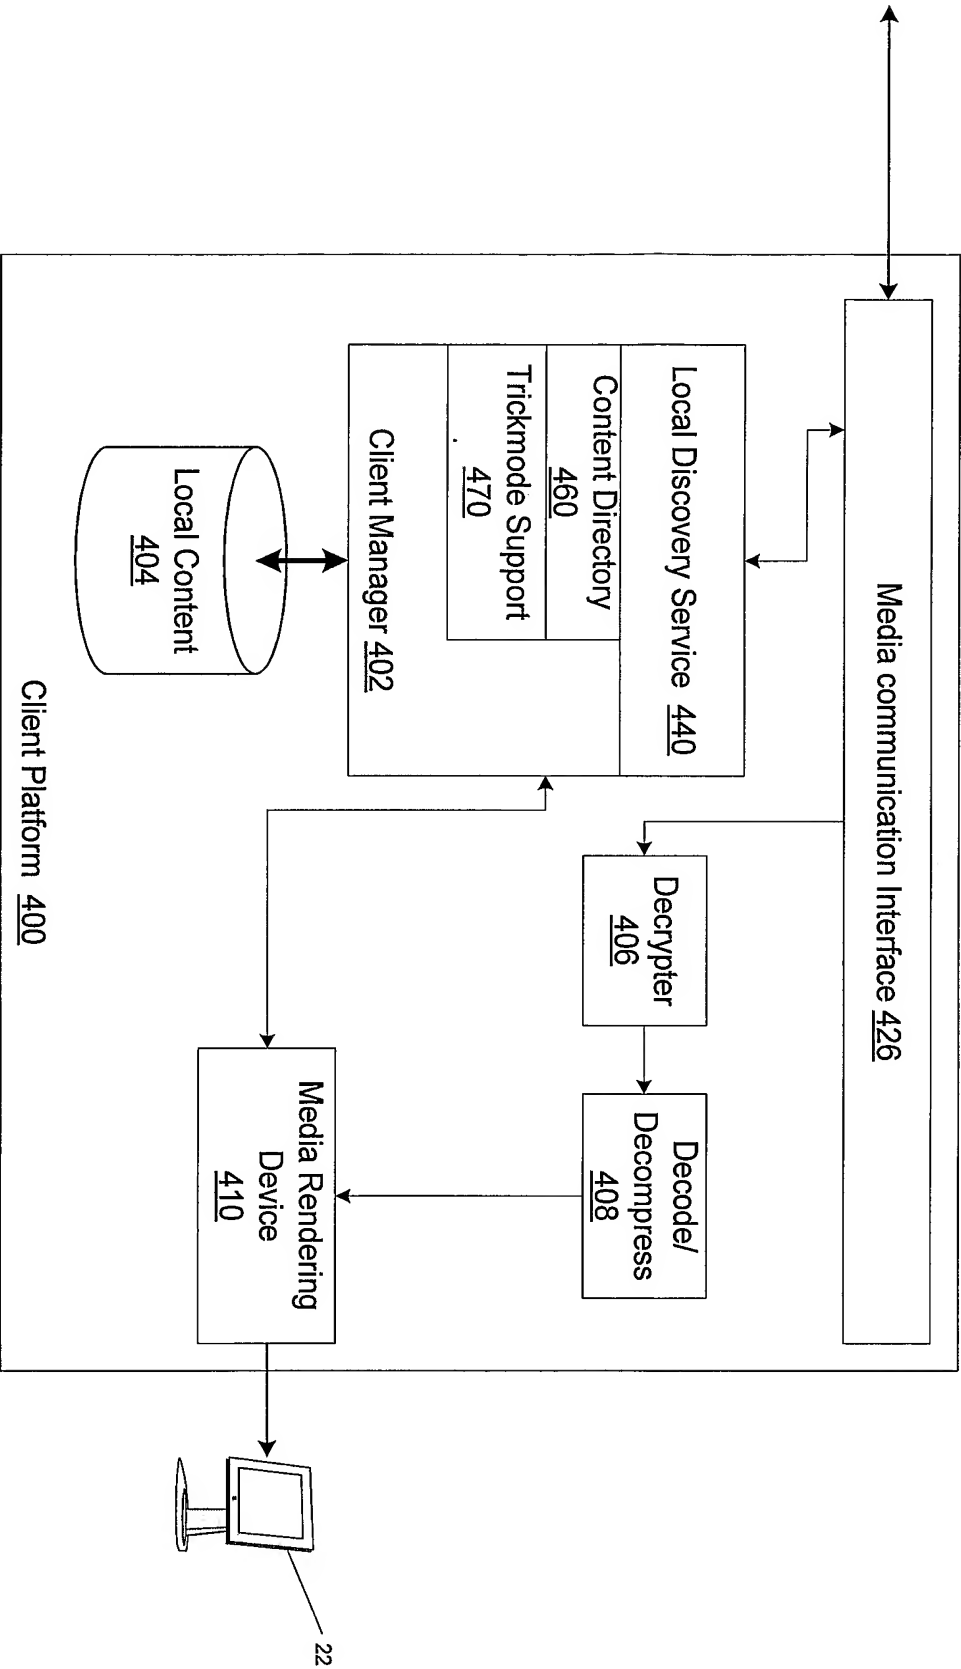 Media communication Interface 426
Local Discovery Service 440
Content Directory
460
Trickmode Support
470
Client Manager 402
Decrypter
406
Decode/
Decompress
408
Local Content
404
Media Rendering
Device
410
22
Client Platform 400